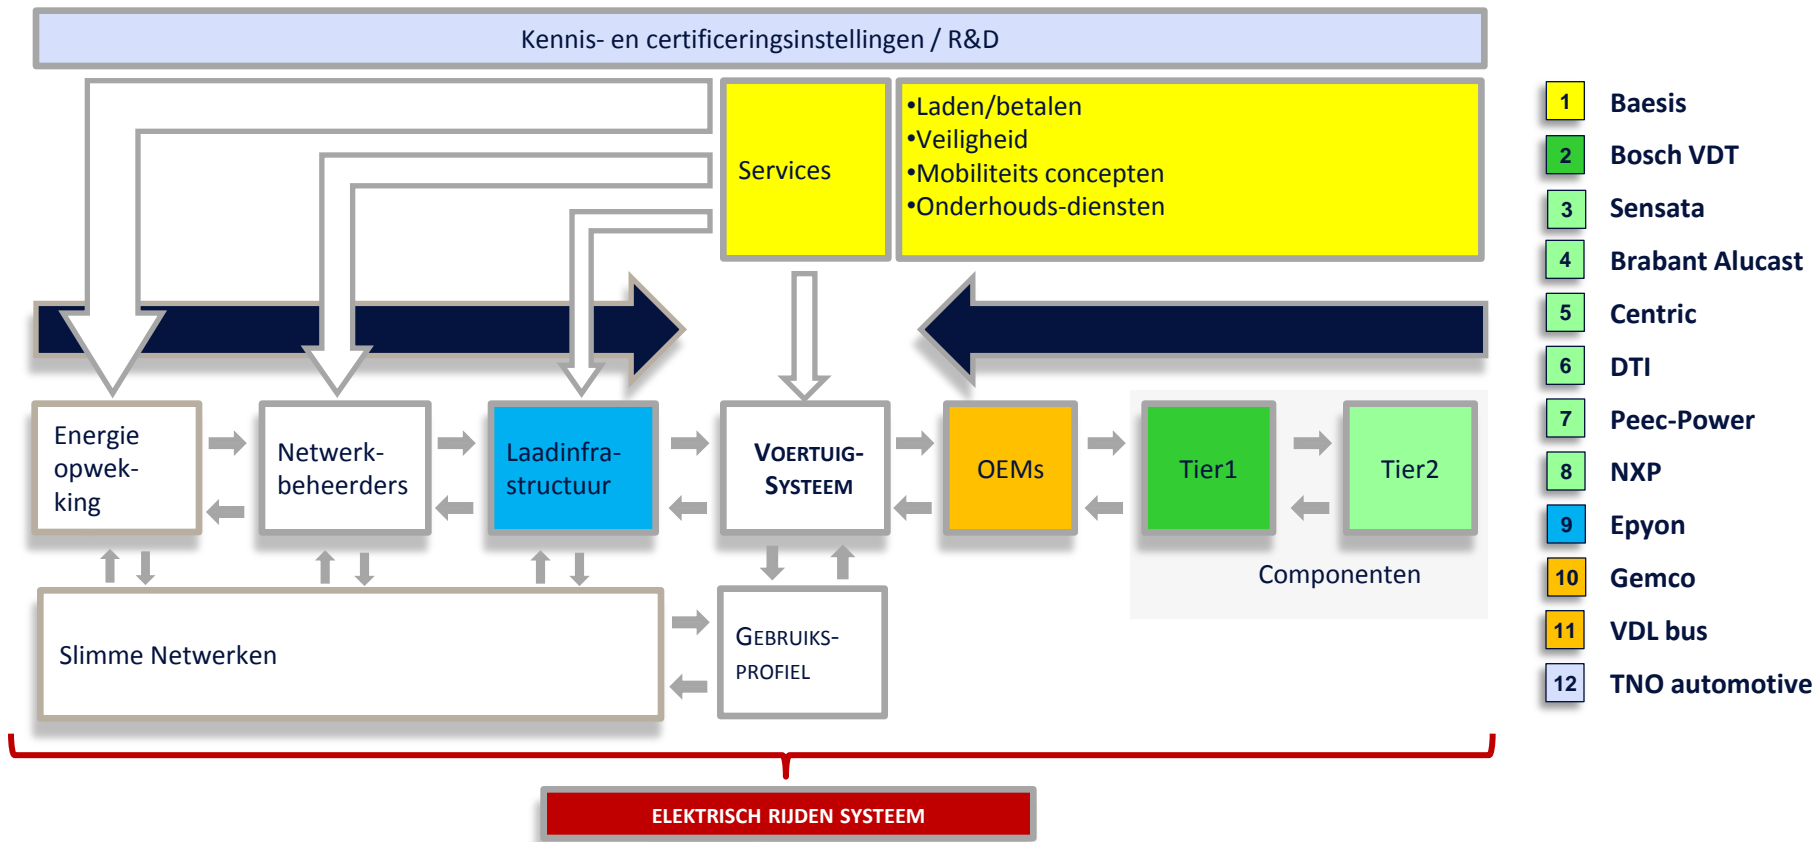 Kennis- en certificeringsinstellingen / R&D
Services
•Laden/betalen
•Veiligheid
•Mobiliteits concepten
•Onderhouds-diensten
Energie
opwek-
king
Netwerk-
beheerders
Laadinfra-
structuur
VOERTUIG-
SYSTEEM
OEMs
Tier1
Tier2
Componenten
Slimme Netwerken
GEBRUIKS-
PROFIEL
ELEKTRISCH RIJDEN SYSTEEM
1 Baesis
2 Bosch VDT
3 Sensata
4 Brabant Alucast
5 Centric
6 DTI
7 Peec-Power
8 NXP
9 Epyon
10 Gemco
11 VDL bus
12 TNO automotive